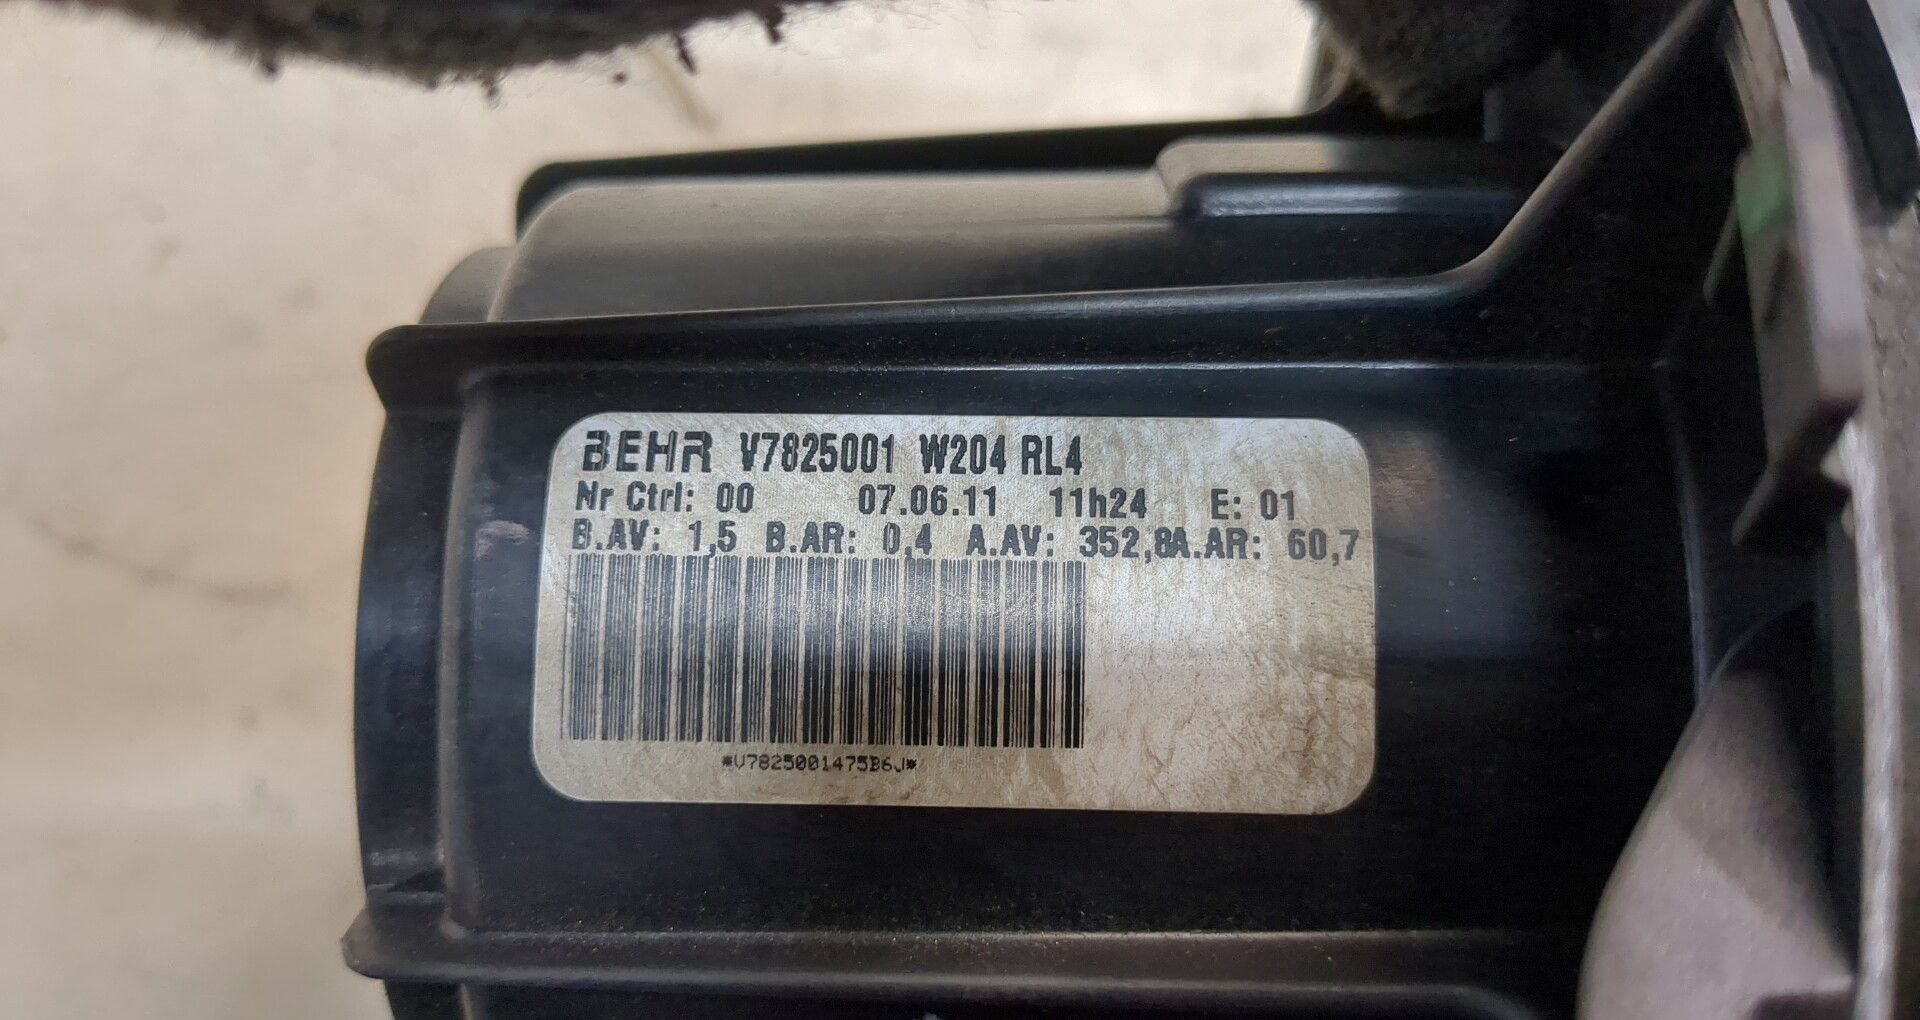 BEHR V7825001 W204 RL4
Nr Ctrl: 00 07.06.11 11h24 E: 01
B.AV: 1,5 B.AR: 0,4 A.AV: 352,8A.AR: 60,7
*V7825001475B6J*